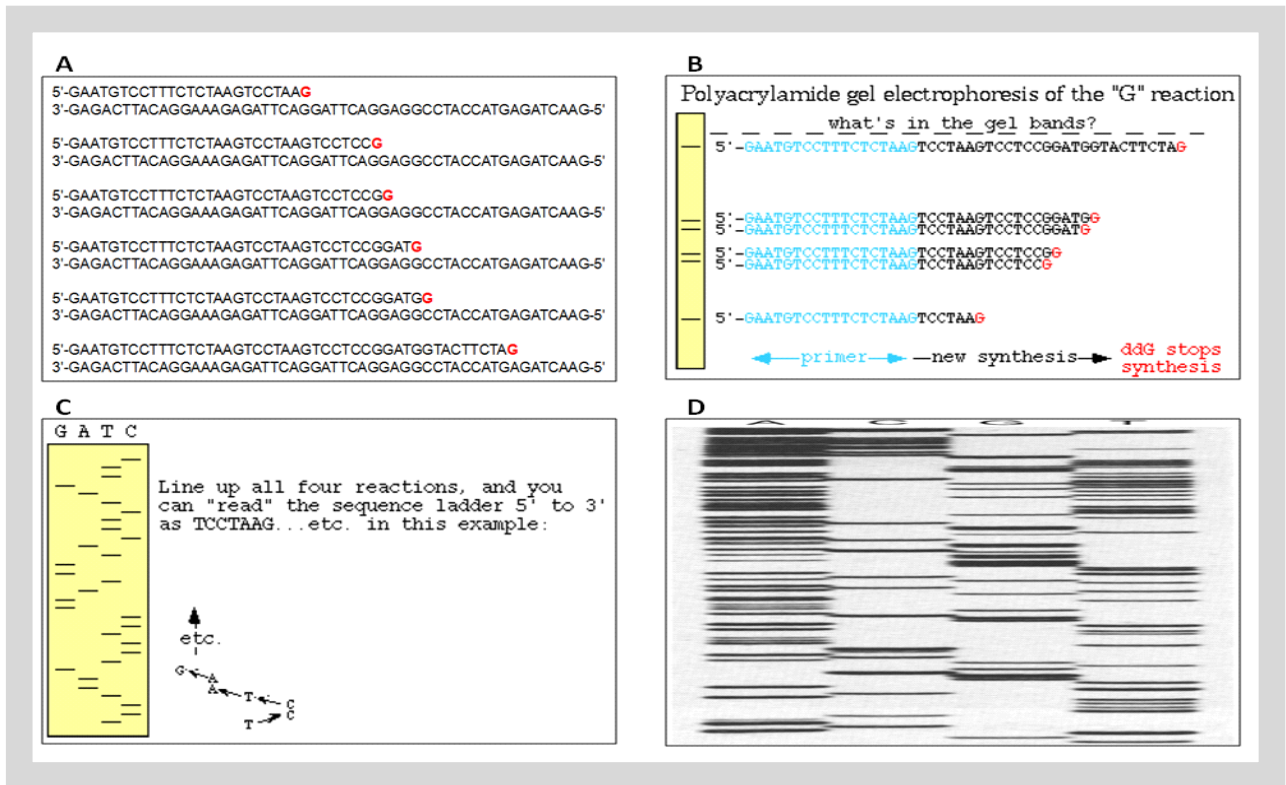 A
5'-GAATGTCCTTTCTCTAAGTCCTAAG
3'-GAGACTTACAGGAAAGAGATTCAGGATTCAGGAGGCCTACCATGAGATCAAG-5'
5'-GAATGTCCTTTCTCTAAGTCCTAAGTCCTCCG
3'-GAGACTTACAGGAAAGAGATTCAGGATTCAGGAGGCCTACCATGAGATCAAG-5'
5'-GAATGTCCTTTCTCTAAGTCCTAAGTCCTCCGG
3'-GAGACTTACAGGAAAGAGATTCAGGATTCAGGAGGCCTACCATGAGATCAAG-5'
5'-GAATGTCCTTTCTCTAAGTCCTAAGTCCTCCGGATG
3'-GAGACTTACAGGAAAGAGATTCAGGATTCAGGAGGCCTACCATGAGATCAAG-5'
5'-GAATGTCCTTTCTCTAAGTCCTAAGTCCTCCGGATGG
3'-GAGACTTACAGGAAAGAGATTCAGGATTCAGGAGGCCTACCATGAGATCAAG-5'
5'-GAATGTCCTTTCTCTAAGTCCTAAGTCCTCCGGATGGTACTTCTAG
3'-GAGACTTACAGGAAAGAGATTCAGGATTCAGGAGGCCTACCATGAGATCAAG-5'
B
Polyacrylamide gel electrophoresis of the "G" reaction
what's in the gel bands?
5'-GAATGTCCTTTCTCTAAGTCCTAAGTCCTCCGGATGGTACTTCTAG
5'-GAATGTCCTTTCTCTAAGTCCTAAGTCCTCCGGATGG
5'-GAATGTCCTTTCTCTAAGTCCTAAGTCCTCCGGATG
5'-GAATGTCCTTTCTCTAAGTCCTAAGTCCTCCGG
5'-GAATGTCCTTTCTCTAAGTCCTAAGTCCTCCG
5'-GAATGTCCTTTCTCTAAGTCCTAAG
primer new synthesis ddG stops
synthesis
C
G A T C
Line up all four reactions, and you
can "read" the sequence ladder 5' to 3'
as TCCTAAG...etc. in this example:
etc.
G A
A T C
T C
D
A C G T